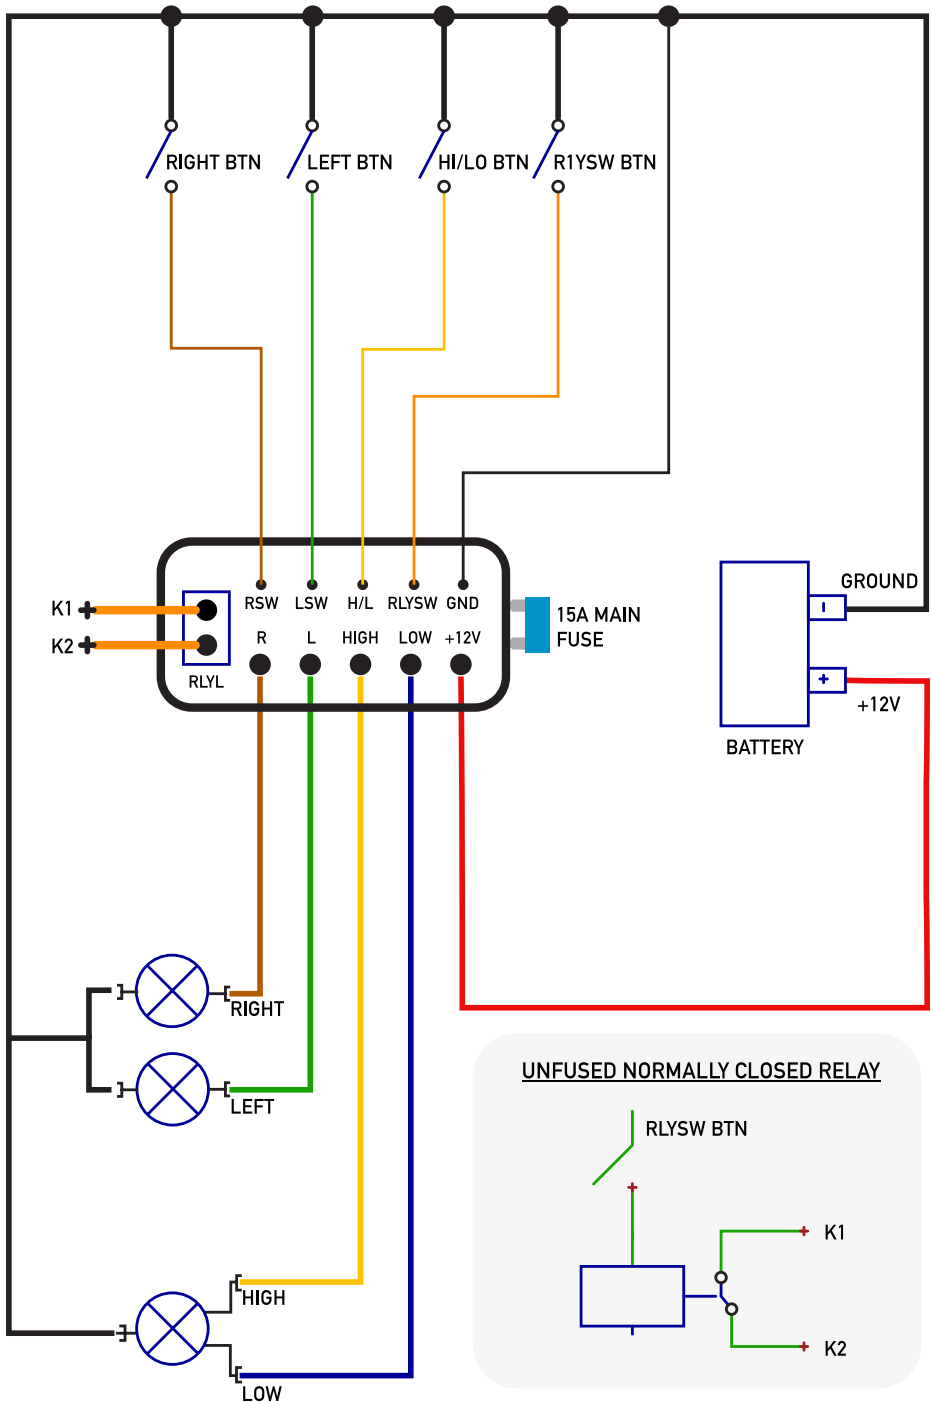 RIGHT BTN
LEFT BTN
HI/LO BTN
R1YSW BTN
RSW
LSW
H/L
RLYSW
GND
R
L
HIGH
LOW
+12V
K1
K2
RLYL
15A MAIN
FUSE
GROUND
-
+
+12V
BATTERY
RIGHT
LEFT
HIGH
LOW
UNFUSED NORMALLY CLOSED RELAY
RLYSW BTN
K1
K2